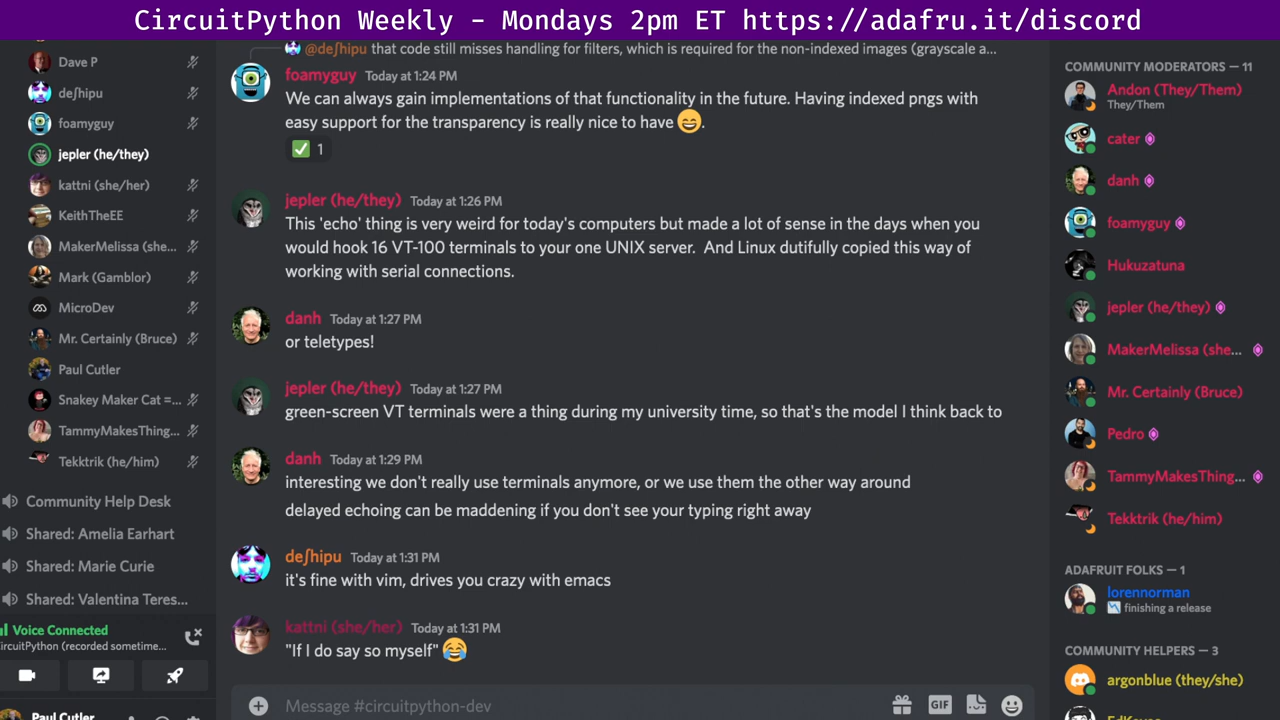 CircuitPython Weekly – Mondays 2pm ET https://adafru.it/discord
Dave P
de∫hipu
foamyguy
jepler (he/they)
kattni (she/her)
KeithTheEE
MakerMelissa (she...
Mark (Gamblor)
MicroDev
Mr. Certainly (Bruce)
Paul Cutler
Snakey Maker Cat =...
TammyMakesThing...
Tekktrik (he/him)
Community Help Desk
Shared: Amelia Earhart
Shared: Marie Curie
Shared: Valentina Teres...
Voice Connected
CircuitPython (recorded sometime...
Paul Cutler
@de∫hipu that code still misses handling for filters, which is required for the non-indexed images (grayscale a...
foamyguy Today at 1:24 PM
We can always gain implementations of that functionality in the future. Having indexed pngs with
easy support for the transparency is really nice to have 😄.
✅ 1
jepler (he/they) Today at 1:26 PM
This 'echo' thing is very weird for today's computers but made a lot of sense in the days when you
would hook 16 VT-100 terminals to your one UNIX server. And Linux dutifully copied this way of
working with serial connections.
danh Today at 1:27 PM
or teletypes!
jepler (he/they) Today at 1:27 PM
green-screen VT terminals were a thing during my university time, so that's the model I think back to
danh Today at 1:29 PM
interesting we don't really use terminals anymore, or we use them the other way around
delayed echoing can be maddening if you don't see your typing right away
de∫hipu Today at 1:31 PM
it's fine with vim, drives you crazy with emacs
kattni (she/her) Today at 1:31 PM
"If I do say so myself" 😂
Message #circuitpython-dev
GIF
COMMUNITY MODERATORS — 11
Andon (They/Them)
They/Them
cater
danh
foamyguy
Hukuzatuna
jepler (he/they)
MakerMelissa (she...
Mr. Certainly (Bruce)
Pedro
TammyMakesThing...
Tekktrik (he/him)
ADAFRUIT FOLKS — 1
lorennorman
finishing a release
COMMUNITY HELPERS — 3
argonblue (they/she)